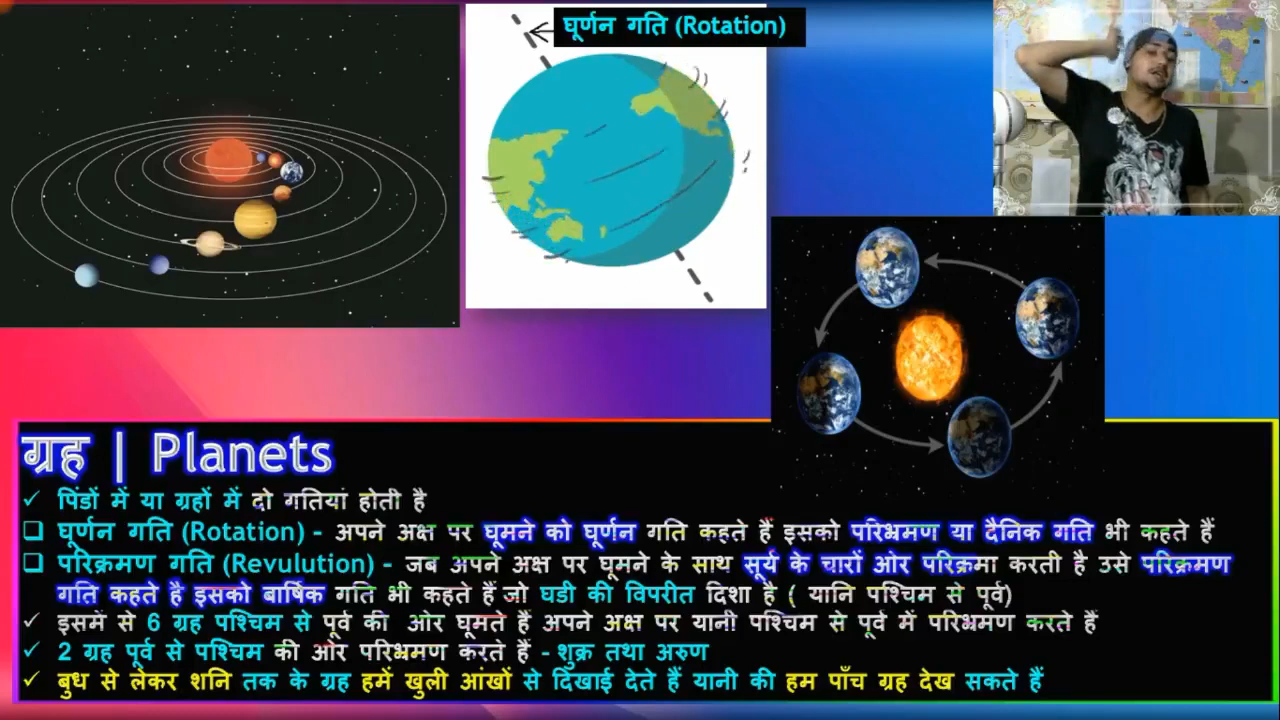 घूर्णन गति (Rotation)
ग्रह | Planets
✓ पिंडों में या ग्रहों में दो गतियां होती है
❑ घूर्णन गति (Rotation) - अपने अक्ष पर घूमने को घूर्णन गति कहते हैं इसको परिभ्रमण या दैनिक गति भी कहते हैं
❑ परिक्रमण गति (Revulution) - जब अपने अक्ष पर घूमने के साथ सूर्य के चारों ओर परिक्रमा करती है उसे परिक्रमण
गति कहते है इसको बार्षिक गति भी कहते हैं जो घडी की विपरीत दिशा है ( यानि पश्चिम से पूर्व)
✓ इसमें से 6 ग्रह पश्चिम से पूर्व की ओर घूमते हैं अपने अक्ष पर यानी पश्चिम से पूर्व में परिभ्रमण करते हैं
✓ 2 ग्रह पूर्व से पश्चिम की ओर परिभ्रमण करते हैं - शुक्र तथा अरुण
✓ बुध से लेकर शनि तक के ग्रह हमें खुली आंखों से दिखाई देते हैं यानी की हम पाँच ग्रह देख सकते हैं